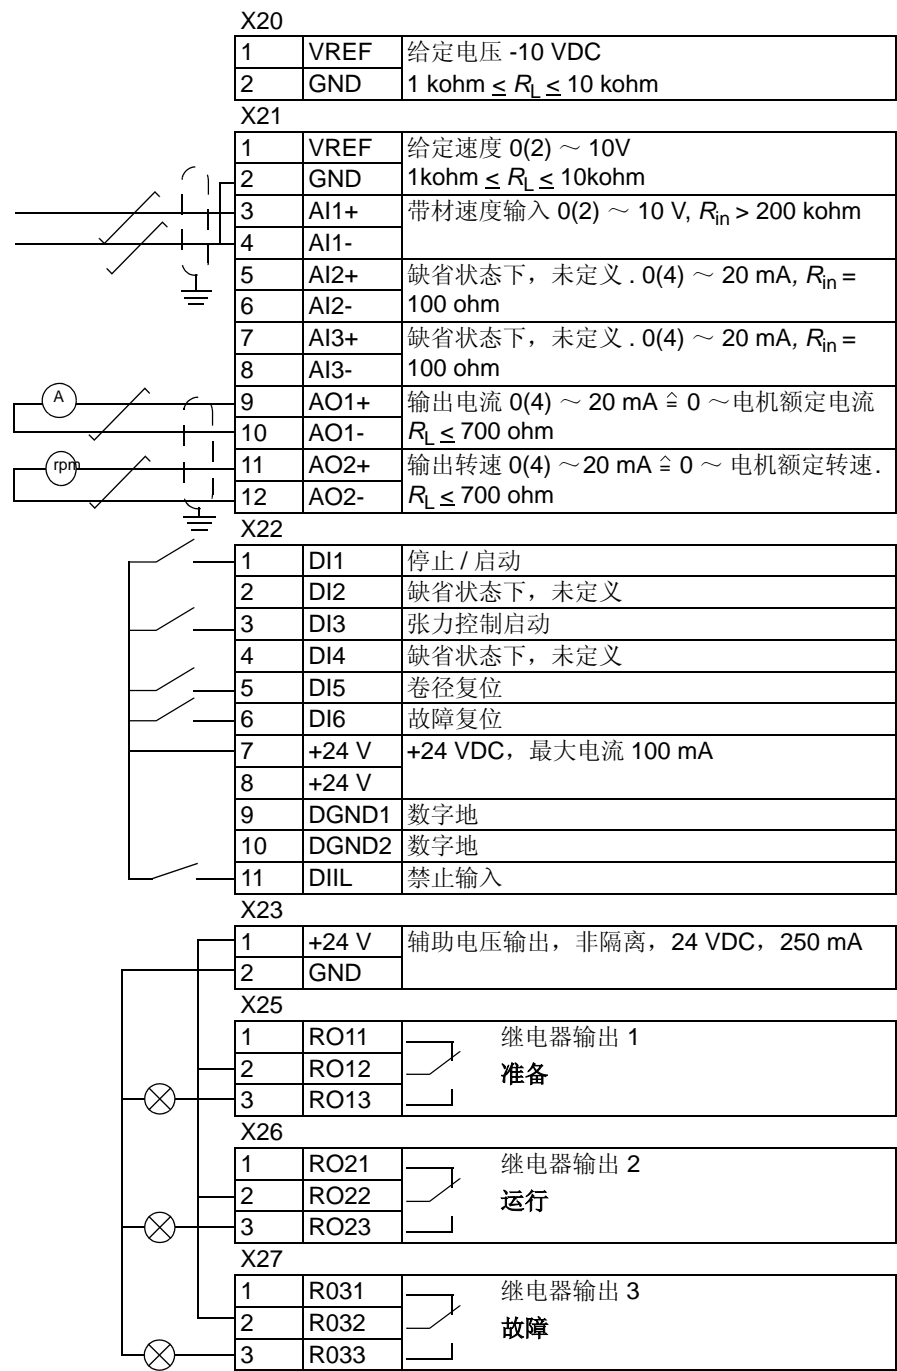 X20
1 VREF 给定电压 -10 VDC
2 GND 1 kohm ≤ RL ≤ 10 kohm
X21
1 VREF 给定速度 0(2) ～ 10V
2 GND 1kohm ≤ RL ≤ 10kohm
3 AI1+ 带材速度输入 0(2) ～ 10 V, Rin > 200 kohm
4 AI1-
5 AI2+ 缺省状态下，未定义 . 0(4) ～ 20 mA, Rin =
6 AI2- 100 ohm
7 AI3+ 缺省状态下，未定义 . 0(4) ～ 20 mA, Rin =
8 AI3- 100 ohm
A
9 AO1+ 输出电流 0(4) ～ 20 mA ≙ 0 ～电机额定电流
10 AO1- RL ≤ 700 ohm
rpm
11 AO2+ 输出转速 0(4) ～20 mA ≙ 0 ～ 电机额定转速.
12 AO2- RL ≤ 700 ohm
X22
1 DI1 停止 / 启动
2 DI2 缺省状态下，未定义
3 DI3 张力控制启动
4 DI4 缺省状态下，未定义
5 DI5 卷径复位
6 DI6 故障复位
7 +24 V +24 VDC，最大电流 100 mA
8 +24 V
9 DGND1 数字地
10 DGND2 数字地
11 DIIL 禁止输入
X23
1 +24 V 辅助电压输出，非隔离，24 VDC，250 mA
2 GND
X25
1 RO11 继电器输出 1
2 RO12 准备
3 RO13
X26
1 RO21 继电器输出 2
2 RO22 运行
3 RO23
X27
1 R031 继电器输出 3
2 R032 故障
3 R033